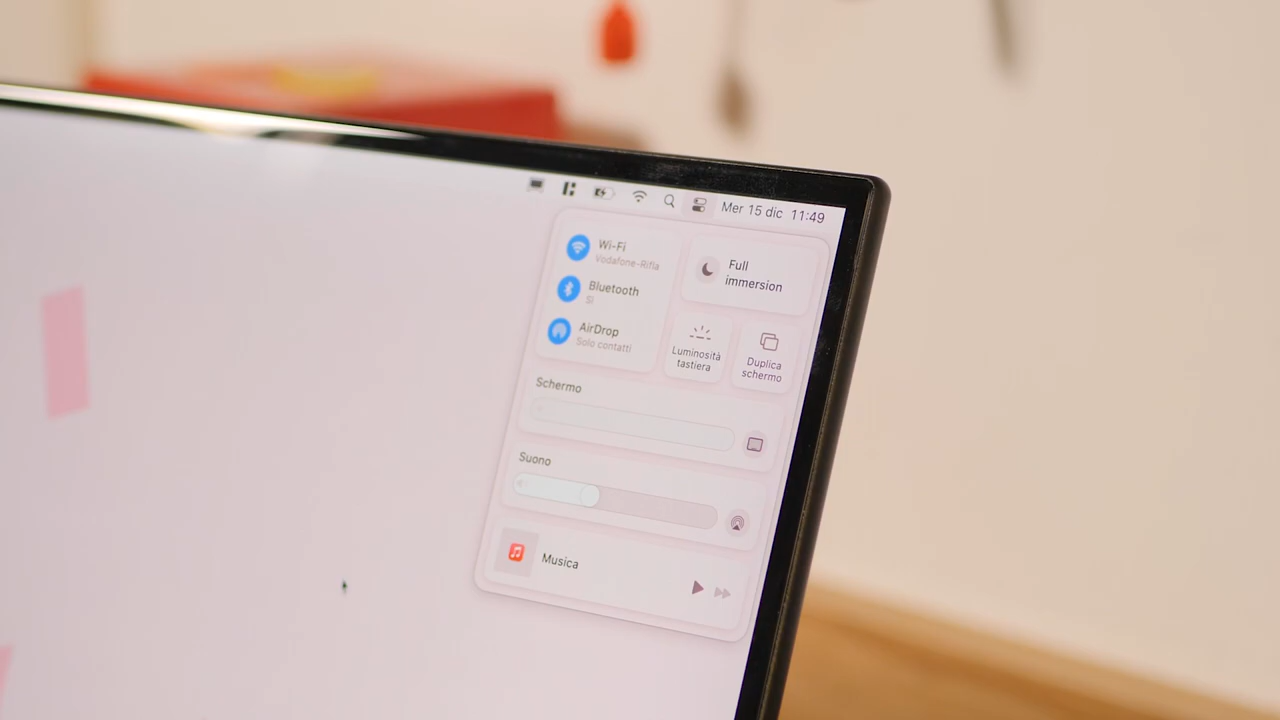 Mer 15 dic 11:49
Wi-Fi
Vodafone-Rifla
Bluetooth
Sì
AirDrop
Solo contatti
Full
immersion
Luminosità
tastiera
Duplica
schermo
Schermo
Suono
Musica